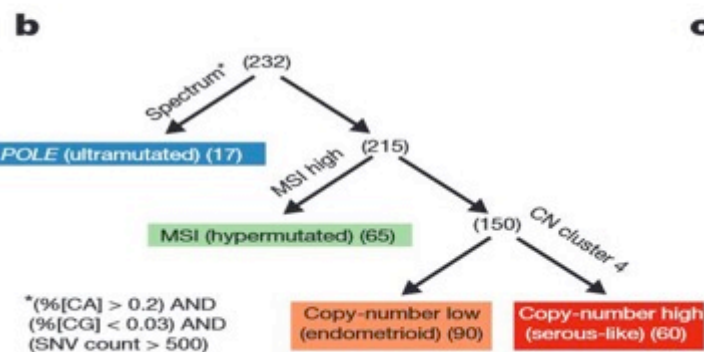 b
c
(232)
Spectrum*
POLE (ultramutated) (17)
(215)
MSI high
MSI (hypermutated) (65)
(150)
CN cluster 4
Copy-number low
(endometrioid) (90)
Copy-number high
(serous-like) (60)
*(%[CA] > 0.2) AND
(%[CG] < 0.03) AND
(SNV count > 500)